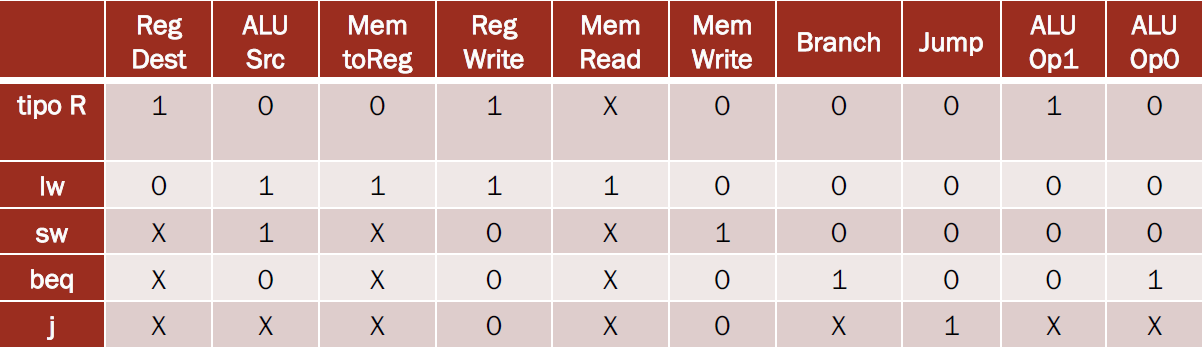 Reg Dest ALU Src Mem toReg Reg Write Mem Read Mem Write Branch Jump ALU Op1 ALU Op0
tipo R 1 0 0 1 X 0 0 0 1 0
lw 0 1 1 1 1 0 0 0 0 0
sw X 1 X 0 X 1 0 0 0 0
beq X 0 X 0 X 0 1 0 0 1
j X X X 0 X 0 X 1 X X